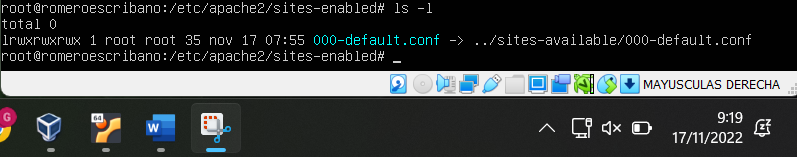 root@romeroescribano:/etc/apache2/sites-enabled# ls -l
total 0
lrwxrwxrwx 1 root root 35 nov 17 07:55 000-default.conf -> ../sites-available/000-default.conf
root@romeroescribano:/etc/apache2/sites-enabled# _
MAYUSCULAS DERECHA
G
64
W
9:19
17/11/2022